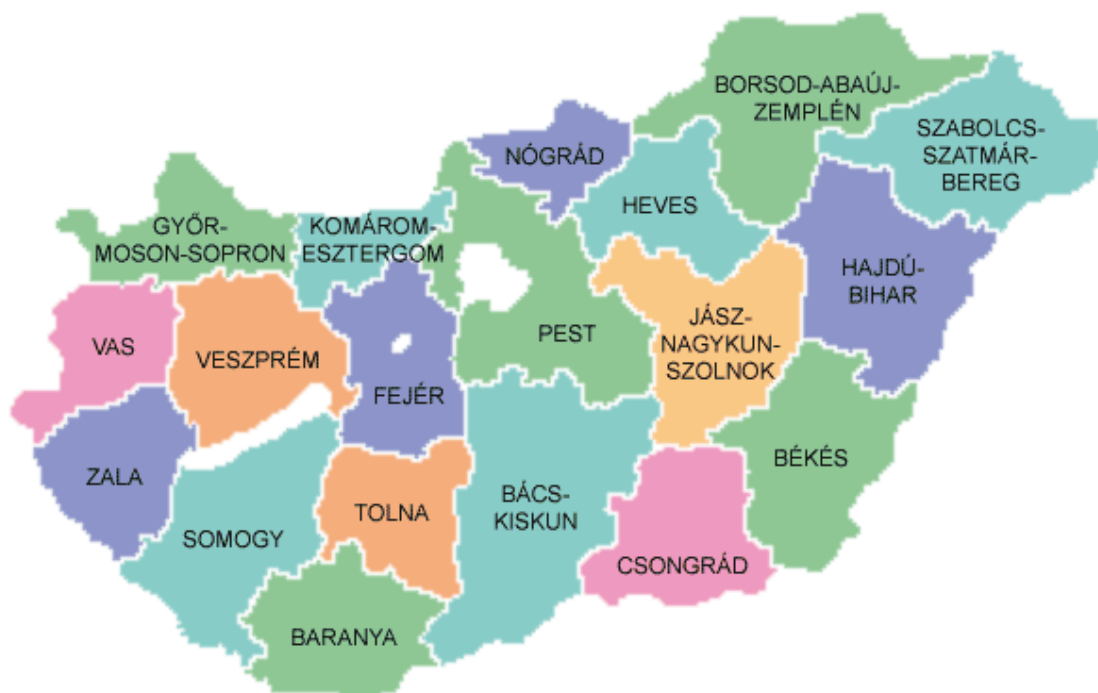 BORSOD-ABAÚJ-
ZEMPLÉN
SZABOLCS-
SZATMÁR-
BEREG
NÓGRÁD
HEVES
GYŐR-
MOSON-SOPRON
KOMÁROM-
ESZTERGOM
HAJDÚ-
BIHAR
VAS
VESZPRÉM
FEJÉR
PEST
JÁSZ-
NAGYKUN-
SZOLNOK
ZALA
SOMOGY
TOLNA
BÁCS-
KISKUN
BÉKÉS
CSONGRÁD
BARANYA